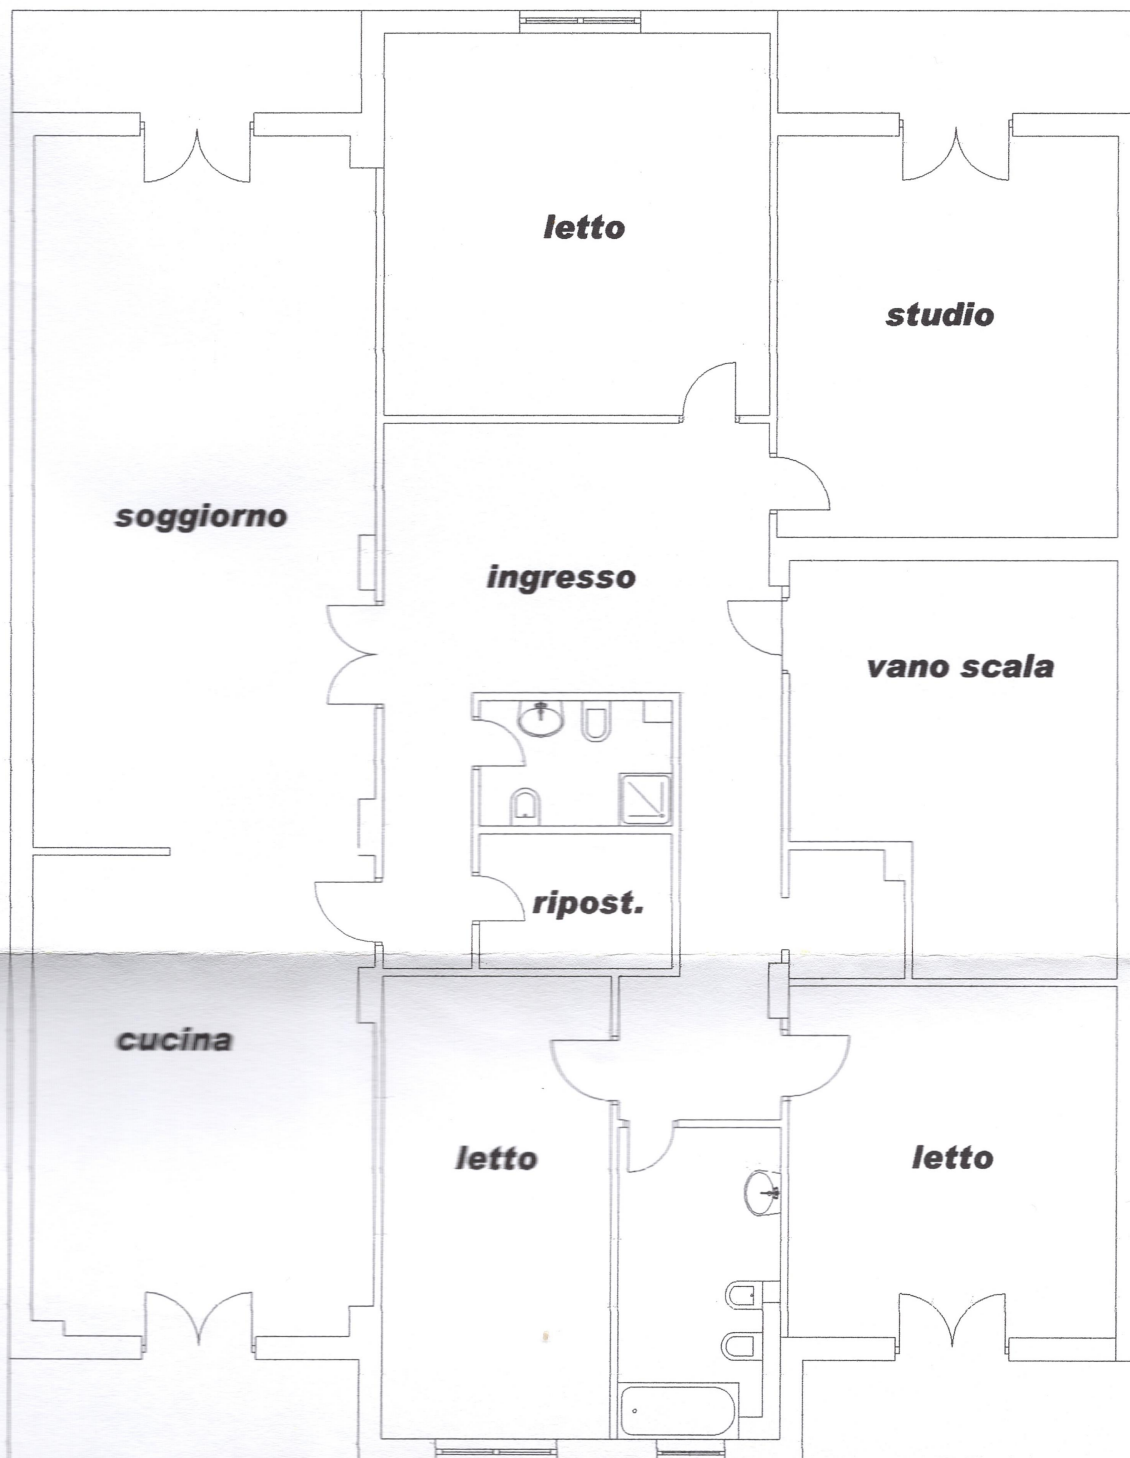 letto
studio
soggiorno
ingresso
vano scala
ripost.
cucina
letto
letto